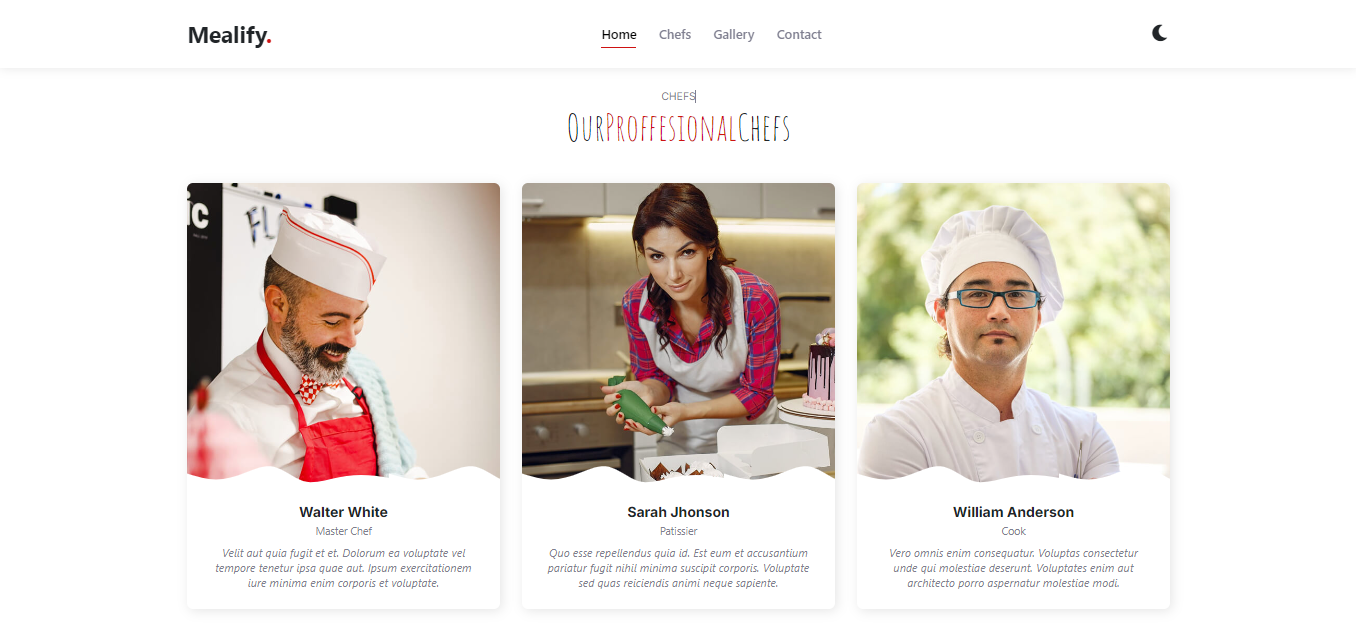 Mealify.
Home Chefs Gallery Contact
CHEFS
OurProffesionalChefs
ic
FL
Walter White
Master Chef
Velit aut quia fugit et et. Dolorum ea voluptate vel
tempore tenetur ipsa quae aut. Ipsum exercitationem
iure minima enim corporis et voluptate.
Sarah Jhonson
Patissier
Quo esse repellendus quia id. Est eum et accusantium
pariatur fugit nihil minima suscipit corporis. Voluptate
sed quas reiciendis animi neque sapiente.
William Anderson
Cook
Vero omnis enim consequatur. Voluptas consectetur
unde qui molestiae deserunt. Voluptates enim aut
architecto porro aspernatur molestiae modi.